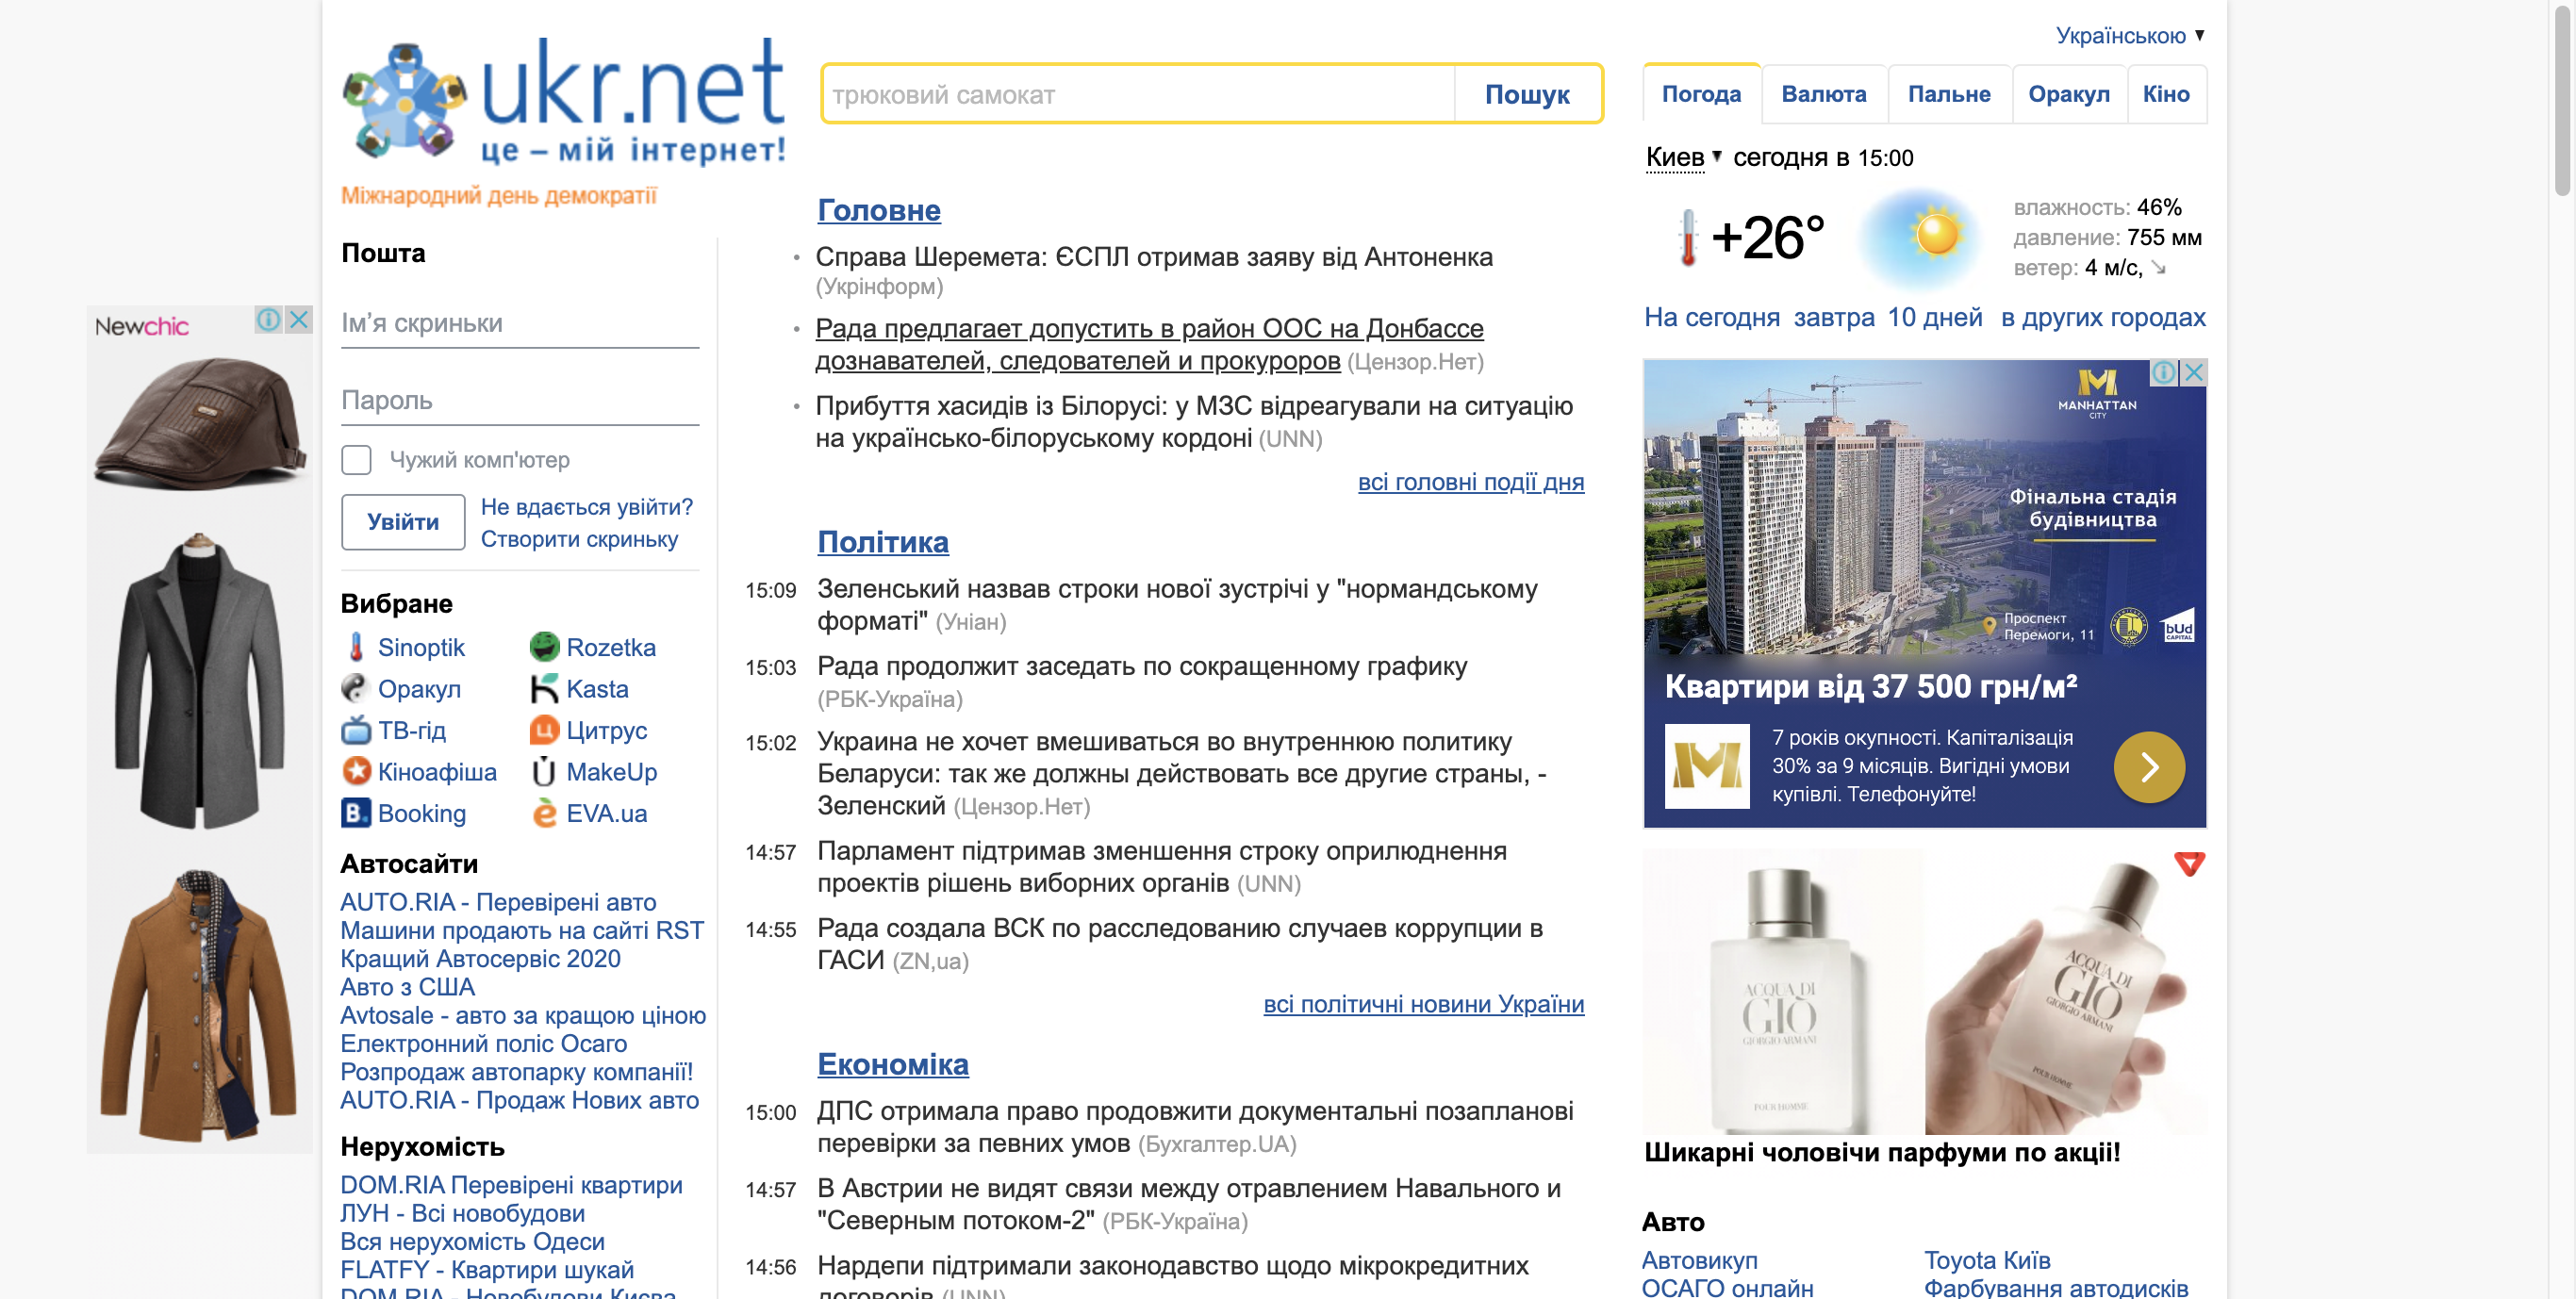 Українською ▼
ukr.net
це – мій інтернет!
Міжнародний день демократії
трюковий самокат
Пошук
Погода
Валюта
Пальне
Оракул
Кіно
Newchic
Пошта
Ім’я скриньки
Пароль
Чужий комп'ютер
Увійти
Не вдається увійти?
Створити скриньку
Вибране
Sinoptik
Rozetka
Оракул
Kasta
ТВ-гід
Цитрус
Кіноафіша
MakeUp
Booking
EVA.ua
Автосайти
AUTO.RIA - Перевірені авто
Машини продають на сайті RST
Кращий Автосервіс 2020
Авто з США
Avtosale - авто за кращою ціною
Електронний поліс Осаго
Розпродаж автопарку компанії!
AUTO.RIA - Продаж Нових авто
Нерухомість
DOM.RIA Перевірені квартири
ЛУН - Всі новобудови
Вся нерухомість Одеси
FLATFY - Квартири шукай
DOM.RIA - Новобудови Києва
Головне
Справа Шеремета: ЄСПЛ отримав заяву від Антоненка
(Укрінформ)
Рада предлагает допустить в район ООС на Донбассе
дознавателей, следователей и прокуроров (Цензор.Нет)
Прибуття хасидів із Білорусі: у МЗС відреагували на ситуацію
на українсько-білоруському кордоні (UNN)
всі головні події дня
Політика
15:09 Зеленський назвав строки нової зустрічі у "нормандському
форматі" (Уніан)
15:03 Рада продолжит заседать по сокращенному графику
(РБК-Україна)
15:02 Украина не хочет вмешиваться во внутреннюю политику
Беларуси: так же должны действовать все другие страны, -
Зеленский (Цензор.Нет)
14:57 Парламент підтримав зменшення строку оприлюднення
проектів рішень виборних органів (UNN)
14:55 Рада создала ВСК по расследованию случаев коррупции в
ГАСИ (ZN,ua)
всі політичні новини України
Економіка
15:00 ДПС отримала право продовжити документальні позапланові
перевірки за певних умов (Бухгалтер.UA)
14:57 В Австрии не видят связи между отравлением Навального и
"Северным потоком-2" (РБК-Україна)
14:56 Нардепи підтримали законодавство щодо мікрокредитних
договорів (UNN)
Киев ▼ сегодня в 15:00
+26°
влажность: 46%
давление: 755 мм
ветер: 4 м/с, ↘
На сегодня завтра 10 дней в других городах
MANHATTAN
CITY
Фінальна стадія
будівництва
Проспект
Перемоги, 11
bUd
CAPITAL
Квартири від 37 500 грн/м²
7 років окупності. Капіталізація
30% за 9 місяців. Вигідні умови
купівлі. Телефонуйте!
ACQUA DI
GIÒ
GIORGIO ARMANI
POUR HOMME
ACQUA DI
GIÒ
GIORGIO ARMANI
POUR HOMME
Шикарні чоловічи парфуми по акції!
Авто
Автовикуп
Toyota Київ
ОСАГО онлайн
Фарбування автодисків